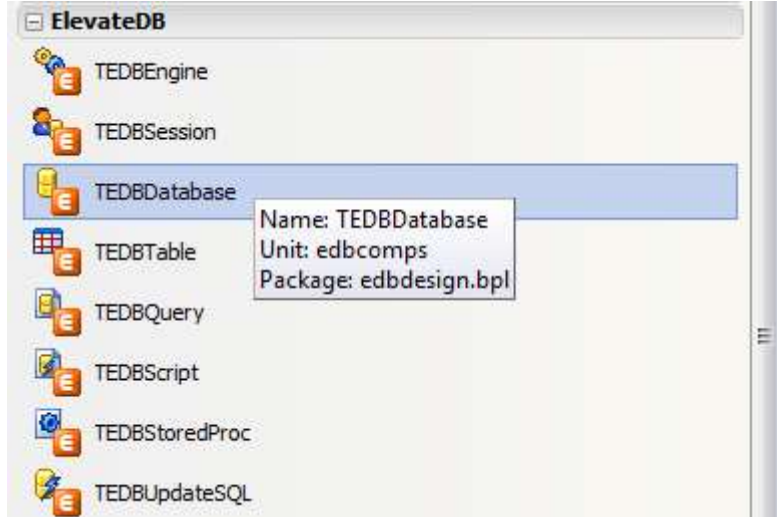 ElevateDB
TEDBEngine
TEDBSession
TEDBDatabase
Name: TEDBDatabase
Unit: edbcomps
Package: edbdesign.bpl
TEDBTable
TEDBQuery
TEDBScript
TEDBStoredProc
TEDBUpdateSQL